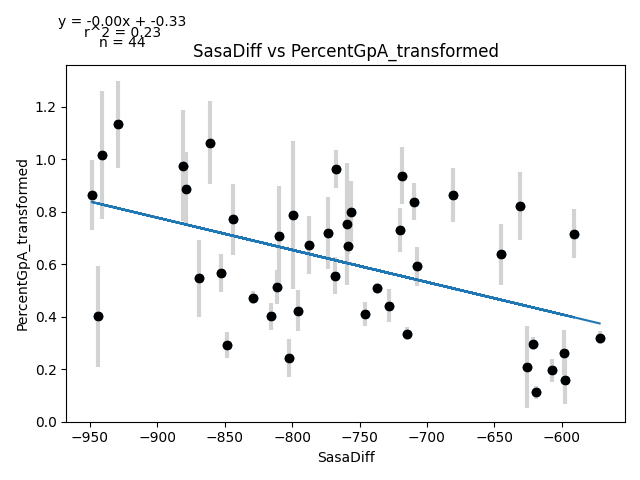 y = -0.00x + -0.33
r^2 = 0.23
n = 44
SasaDiff vs PercentGpA_transformed
PercentGpA_transformed
1.2
1.0
0.8
0.6
0.4
0.2
0.0
−950 −900 −850 −800 −750 −700 −650 −600
SasaDiff